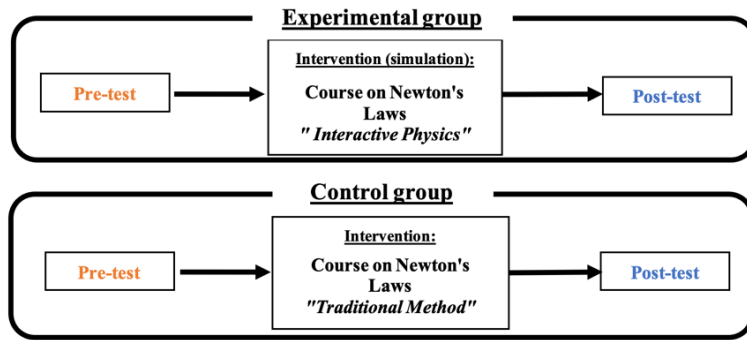 Experimental group
Pre-test
Intervention (simulation):
Course on Newton's
Laws
" Interactive Physics"
Post-test
Control group
Pre-test
Intervention:
Course on Newton's
Laws
"Traditional Method"
Post-test